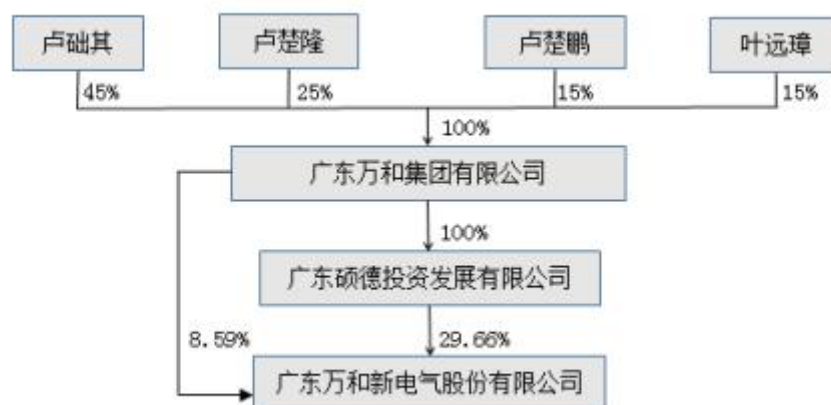 卢础其
卢楚隆
卢楚鹏
叶远璋
45%
25%
15%
15%
100%
广东万和集团有限公司
100%
广东硕德投资发展有限公司
8.59%
29.66%
广东万和新电气股份有限公司